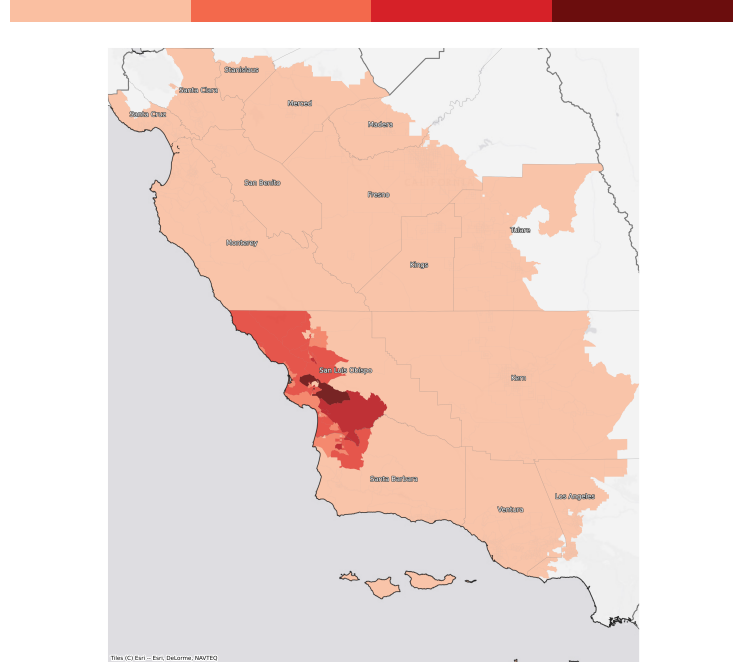 Stanislaus
Santa Clara
Merced
Santa Cruz
Madera
San Benito
Fresno
Tulare
Monterey
Kings
San Luis Obispo
Kern
Santa Barbara
Los Angeles
Ventura
Tiles (C) Esri -- Esri, DeLorme, NAVTEQ